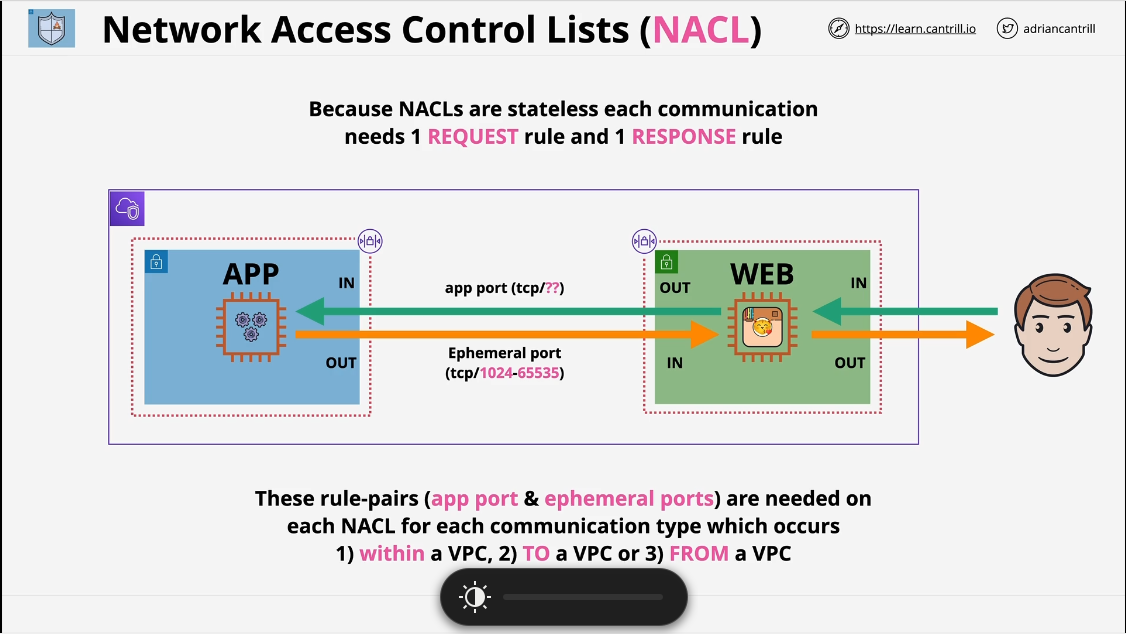 Network Access Control Lists (NACL)
https://learn.cantrill.io
adriancantrill
Because NACLs are stateless each communication
needs 1 REQUEST rule and 1 RESPONSE rule
APP
IN
OUT
app port (tcp/??)
Ephemeral port
(tcp/1024-65535)
WEB
OUT
IN
IN
OUT
These rule-pairs (app port & ephemeral ports) are needed on
each NACL for each communication type which occurs
1) within a VPC, 2) TO a VPC or 3) FROM a VPC